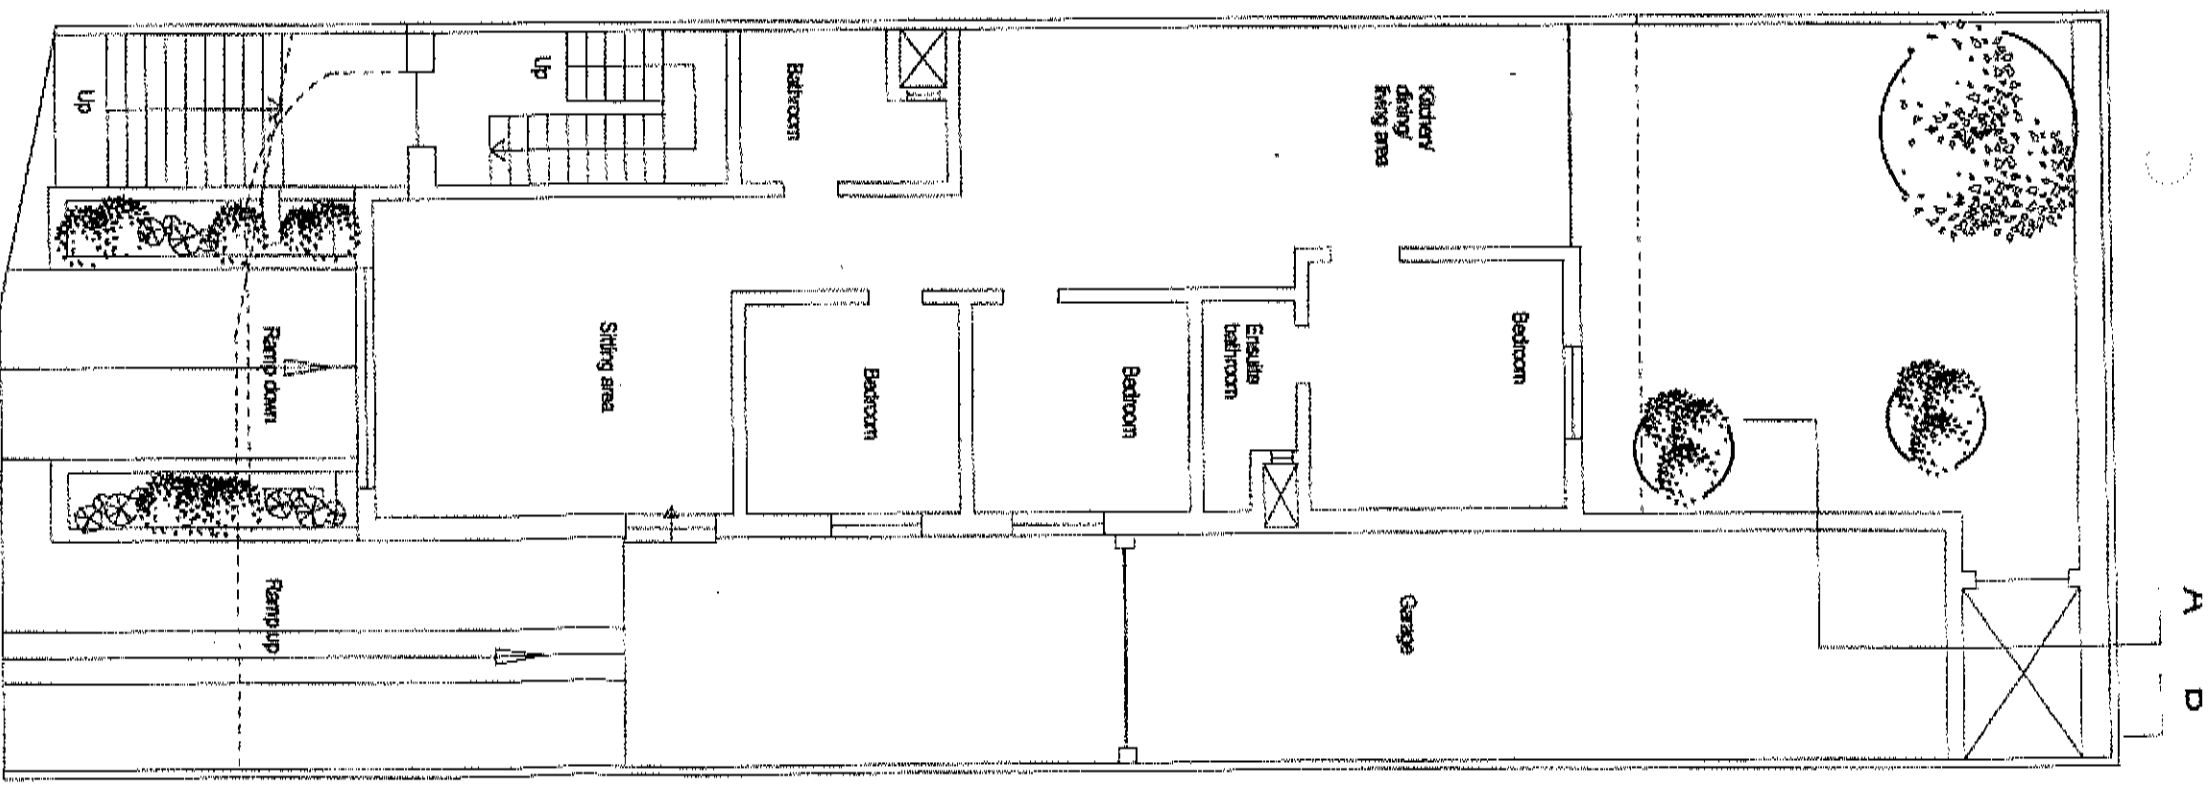 Up
Up
Bathroom
Kitchen/
dining/
living area
Ramp down
Sitting area
Bedroom
Bedroom
Ensuite
bathroom
Bedroom
Ramp up
Garage
A